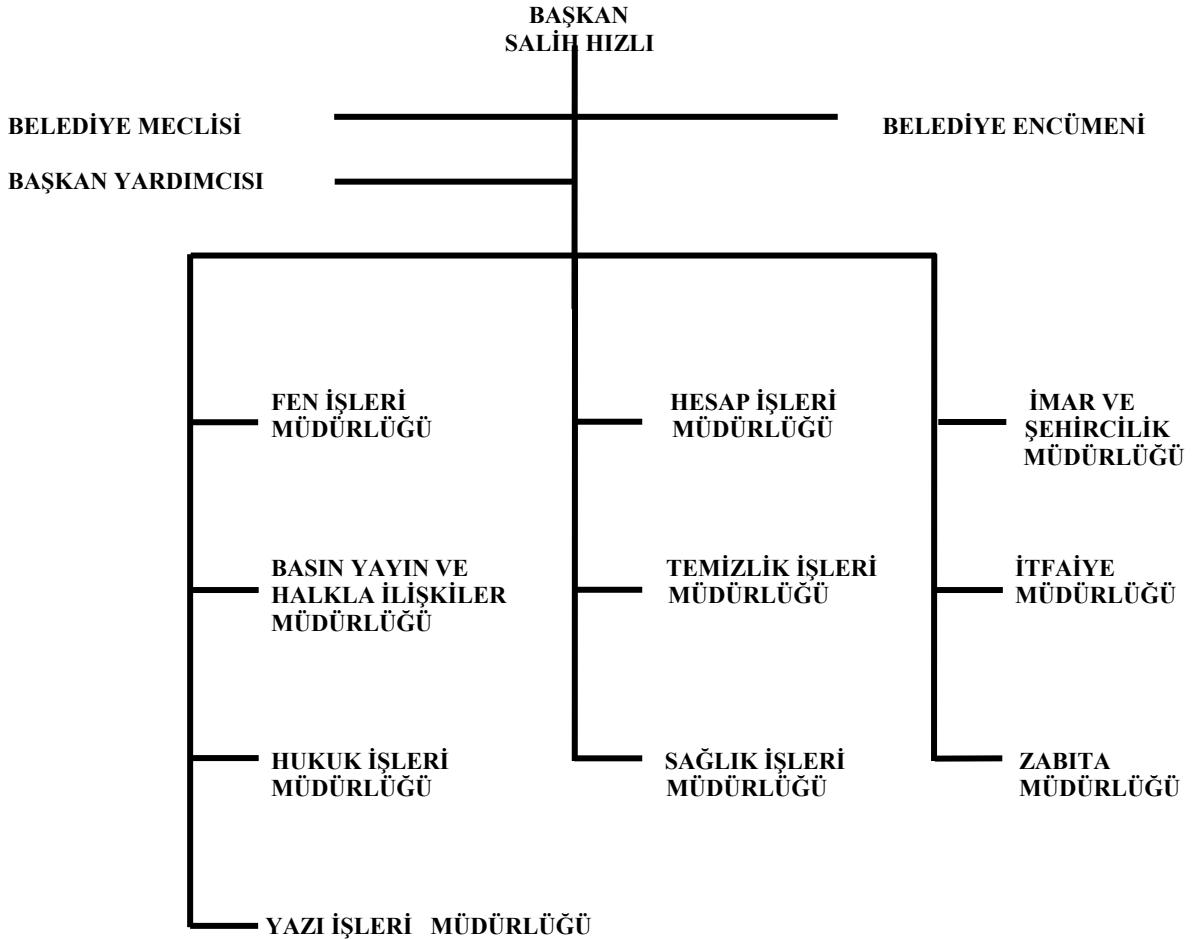 BAŞKAN
SALİH HIZLI
BELEDİYE MECLİSİ
BELEDİYE ENCÜMENİ
BAŞKAN YARDIMCISI
FEN İŞLERİ
MÜDÜRLÜĞÜ
HESAP İŞLERİ
MÜDÜRLÜĞÜ
İMAR VE
ŞEHİRCİLİK
MÜDÜRLÜĞÜ
BASIN YAYIN VE
HALKLA İLİŞKİLER
MÜDÜRLÜĞÜ
TEMİZLİK İŞLERİ
MÜDÜRLÜĞÜ
İTFAİYE
MÜDÜRLÜĞÜ
HUKUK İŞLERİ
MÜDÜRLÜĞÜ
SAĞLIK İŞLERİ
MÜDÜRLÜĞÜ
ZABITA
MÜDÜRLÜĞÜ
YAZI İŞLERİ MÜDÜRLÜĞÜ